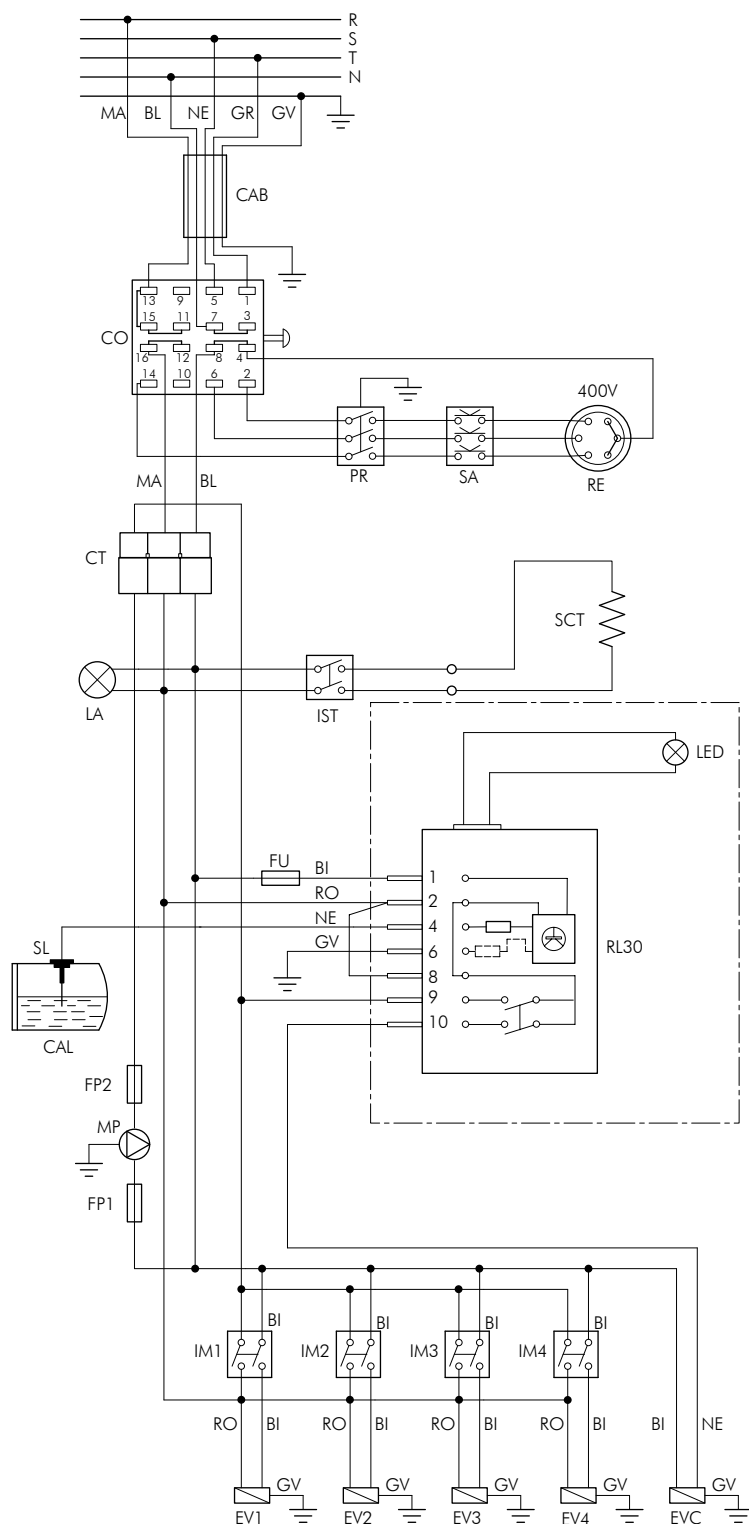 R
S
T
N
MA BL NE GR GV
CAB
13 9 5 1
15 11 7 3
CO
16 12 8 4
14 10 6 2
400V
MA BL
PR SA RE
CT
SCT
LA IST
LED
FU BI
1
RO
2
NE
4
GV
6
RL30
SL
8
9
10
CAL
FP2
MP
FP1
BI BI BI BI
IM1 IM2 IM3 IM4
RO BI RO BI RO BI RO BI BI NE
GV GV GV GV GV
EV1 EV2 EV3 EV4 EVC